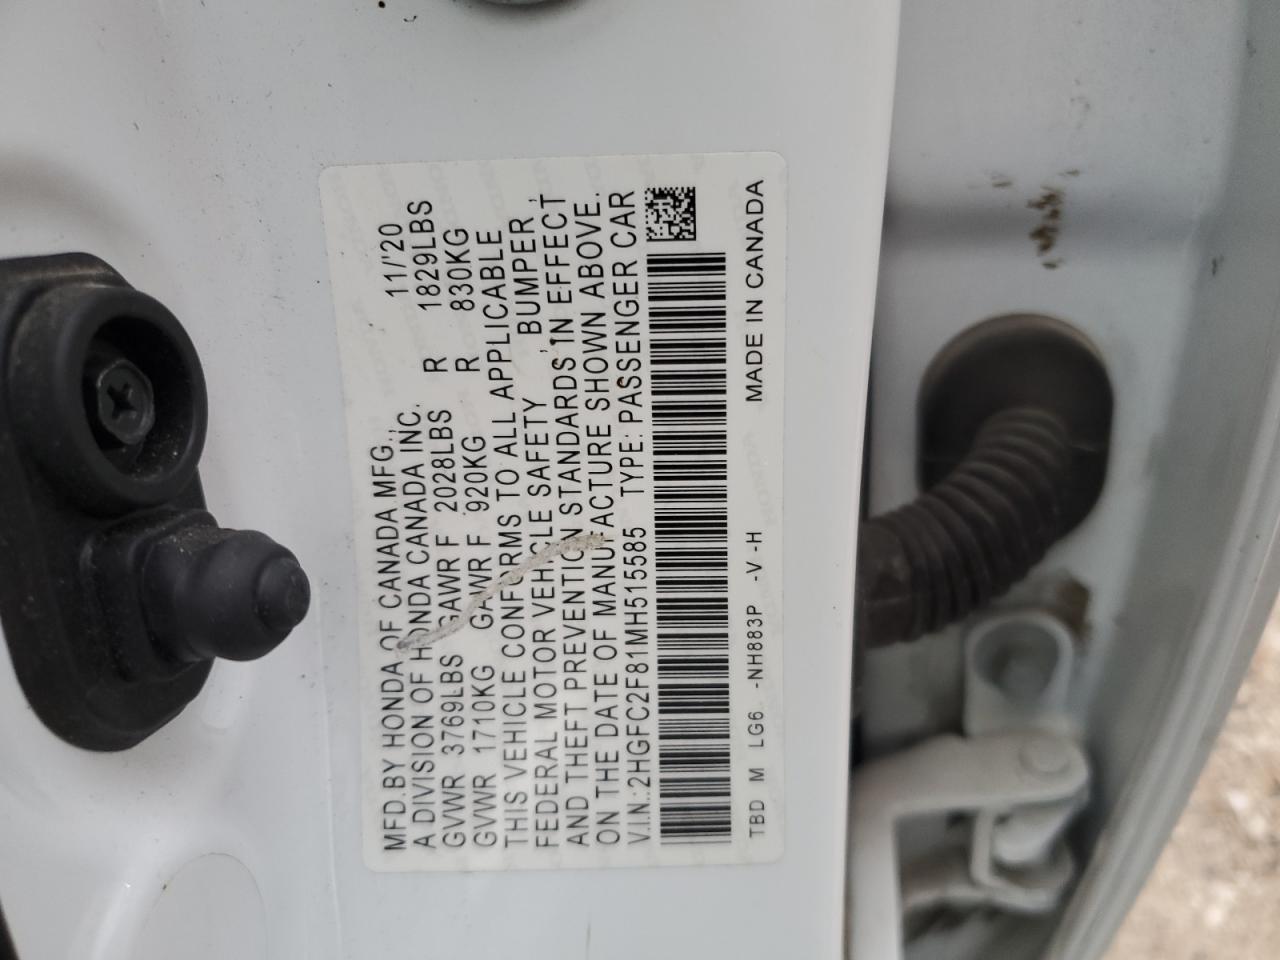 MFD.BY HONDA OF CANADA MFG., 11/'20
A DIVISION OF HONDA CANADA INC.
GVWR 3769LBS GAWR F 2028LBS R 1829LBS
GVWR 1710KG GAWR F 920KG R 830KG
THIS VEHICLE CONFORMS TO ALL APPLICABLE
FEDERAL MOTOR VEHICLE SAFETY, BUMPER,
AND THEFT PREVENTION STANDARDS IN EFFECT
ON THE DATE OF MANUFACTURE SHOWN ABOVE.
V.I.N.:2HGFC2F81MH515585 TYPE: PASSENGER CAR
TBD M LG6 -NH883P -V-H MADE IN CANADA
HONDA